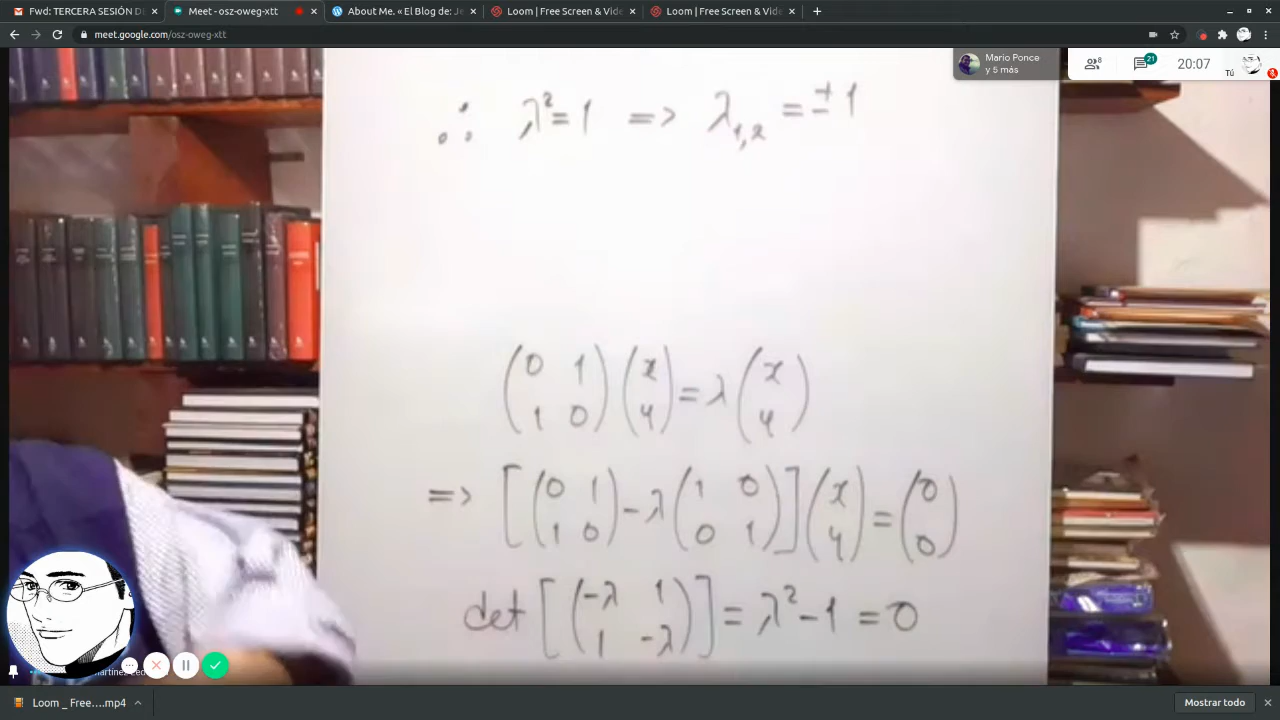 Fwd: TERCERA SESIÓN DE
Meet - osz-oweg-xtt
About Me. « El Blog de: Je
Loom | Free Screen & Vide
Loom | Free Screen & Vide
meet.google.com/osz-oweg-xtt
Mario Ponce
y 5 más
8
21
20:07
Tú
∴ λ² = 1 => λ₁,₂ = ± 1
(0 1; 1 0) (x; y) = λ (x; y)
=> [(0 1; 1 0) - λ (1 0; 0 1)] (x; y) = (0; 0)
det [(-λ 1; 1 -λ)] = λ² - 1 = 0
Loom _ Free....mp4
Mostrar todo